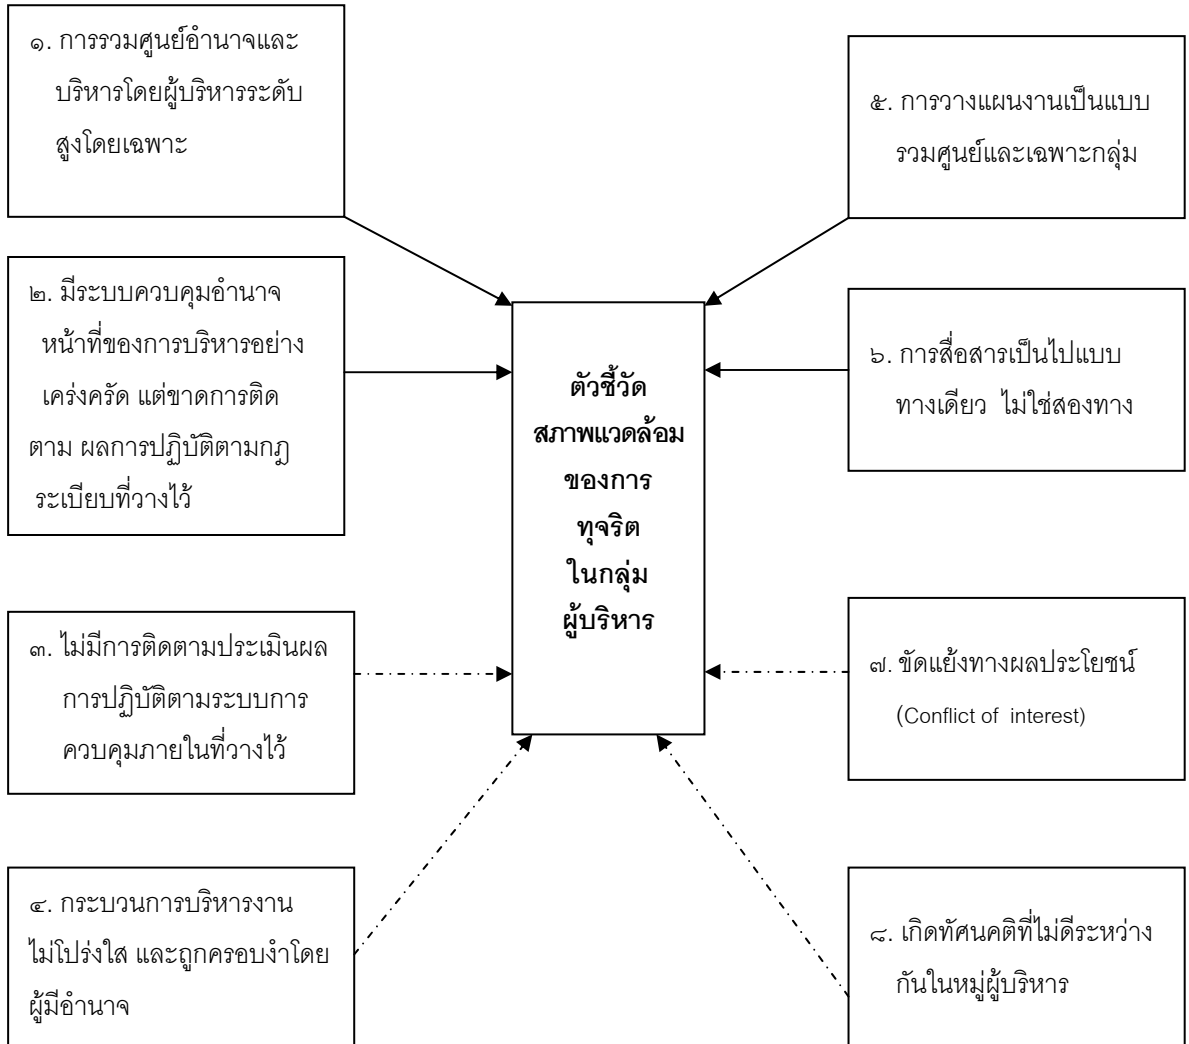 ๑. การรวมศูนย์อำนาจและ
บริหารโดยผู้บริหารระดับ
สูงโดยเฉพาะ
๒. มีระบบควบคุมอำนาจ
หน้าที่ของการบริหารอย่าง
เคร่งครัด แต่ขาดการติด
ตาม ผลการปฏิบัติตามกฎ
ระเบียบที่วางไว้
๓. ไม่มีการติดตามประเมินผล
การปฏิบัติตามระบบการ
ควบคุมภายในที่วางไว้
๔. กระบวนการบริหารงาน
ไม่โปร่งใส และถูกครอบงำโดย
ผู้มีอำนาจ
ตัวชี้วัด
สภาพแวดล้อม
ของการ
ทุจริต
ในกลุ่ม
ผู้บริหาร
๕. การวางแผนงานเป็นแบบ
รวมศูนย์และเฉพาะกลุ่ม
๖. การสื่อสารเป็นไปแบบ
ทางเดียว ไม่ใช่สองทาง
๗. ขัดแย้งทางผลประโยชน์
(Conflict of interest)
๘. เกิดทัศนคติที่ไม่ดีระหว่าง
กันในหมู่ผู้บริหาร